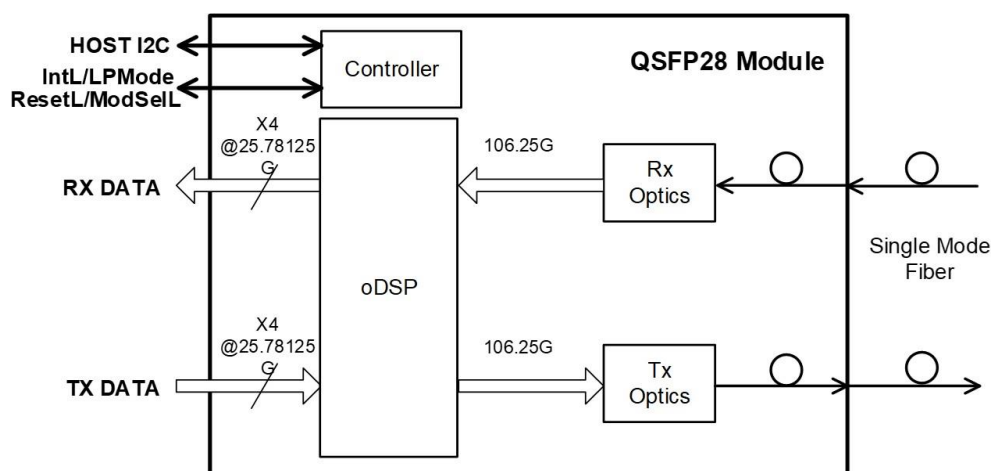 HOST I2C
IntL/LPMode
ResetL/ModSelL
Controller
QSFP28 Module
X4
@25.78125
G
106.25G
RX DATA
Rx
Optics
Single Mode
Fiber
oDSP
X4
@25.78125
G
106.25G
TX DATA
Tx
Optics